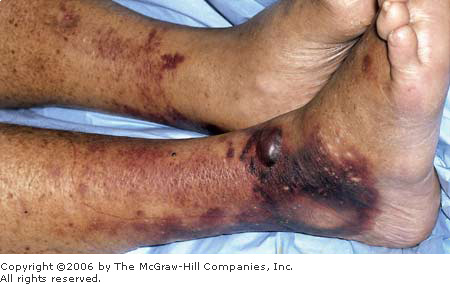 Copyright ©2006 by The McGraw-Hill Companies, Inc.
All rights reserved.